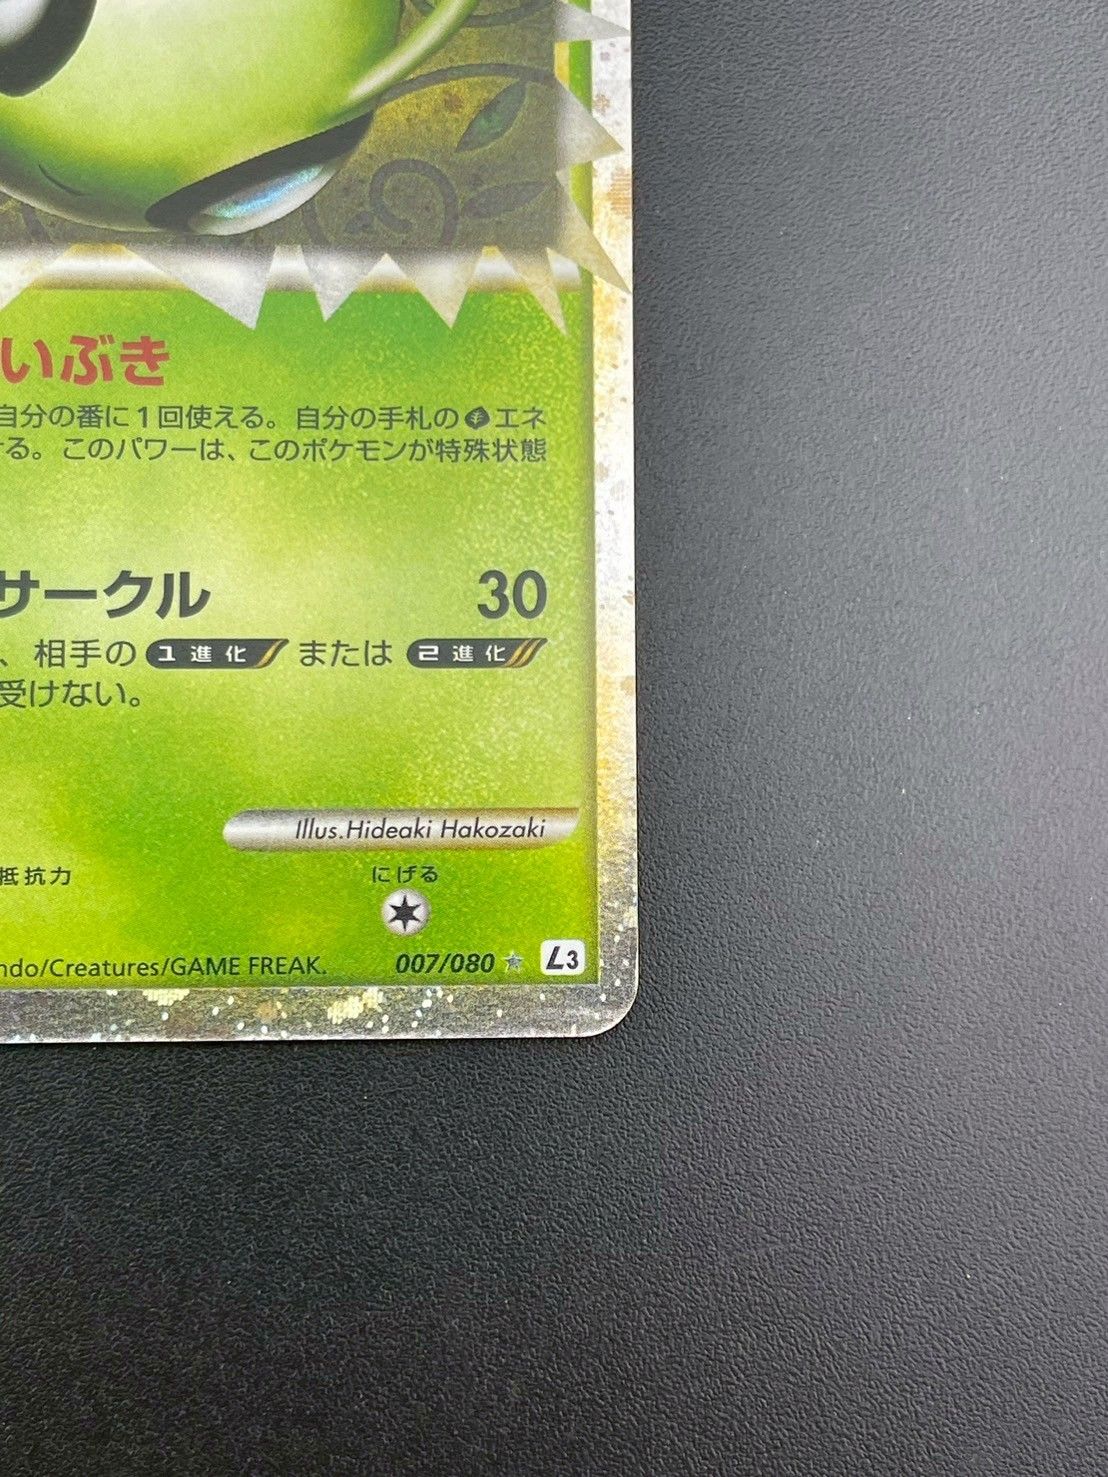 いぶき
自分の番に1回使える。自分の手札のエネ
る。このパワーは、このポケモンが特殊状態
サークル 30
、相手の 1進化 または 2進化
受けない。
Illus.Hideaki Hakozaki
抵抗力 にげる
ndo/Creatures/GAME FREAK. 007/080 L3